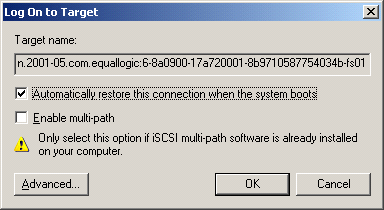 Log On to Target
Target name:
n.2001-05.com.equallogic:6-8a0900-17a720001-8b9710587754034b-fs01
Automatically restore this connection when the system boots
Enable multi-path
Only select this option if iSCSI multi-path software is already installed
on your computer.
Advanced...
OK
Cancel